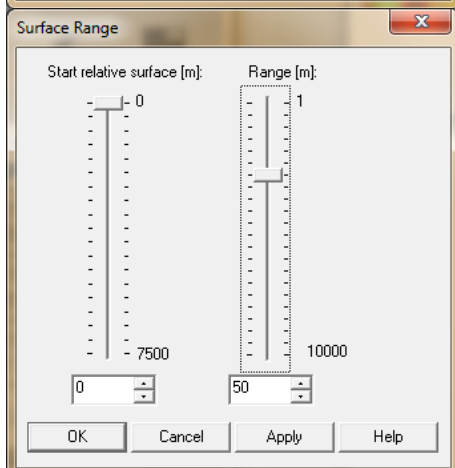 Surface Range
Start relative surface [m]: Range [m]:
0 1
7500 10000
0 50
OK Cancel Apply Help